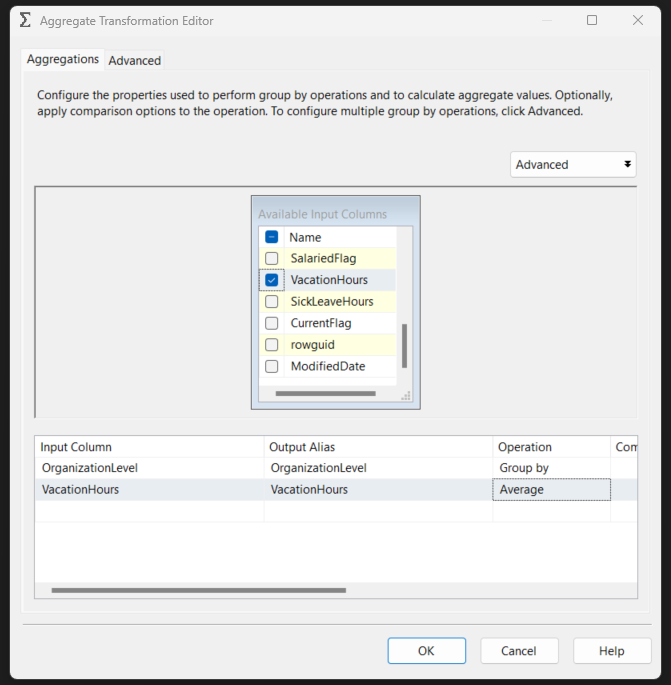 Aggregate Transformation Editor
Aggregations Advanced
Configure the properties used to perform group by operations and to calculate aggregate values. Optionally,
apply comparison options to the operation. To configure multiple group by operations, click Advanced.
Advanced
Available Input Columns
Name
SalariedFlag
VacationHours
SickLeaveHours
CurrentFlag
rowguid
ModifiedDate
Input Column Output Alias Operation Com
OrganizationLevel OrganizationLevel Group by
VacationHours VacationHours Average
OK Cancel Help